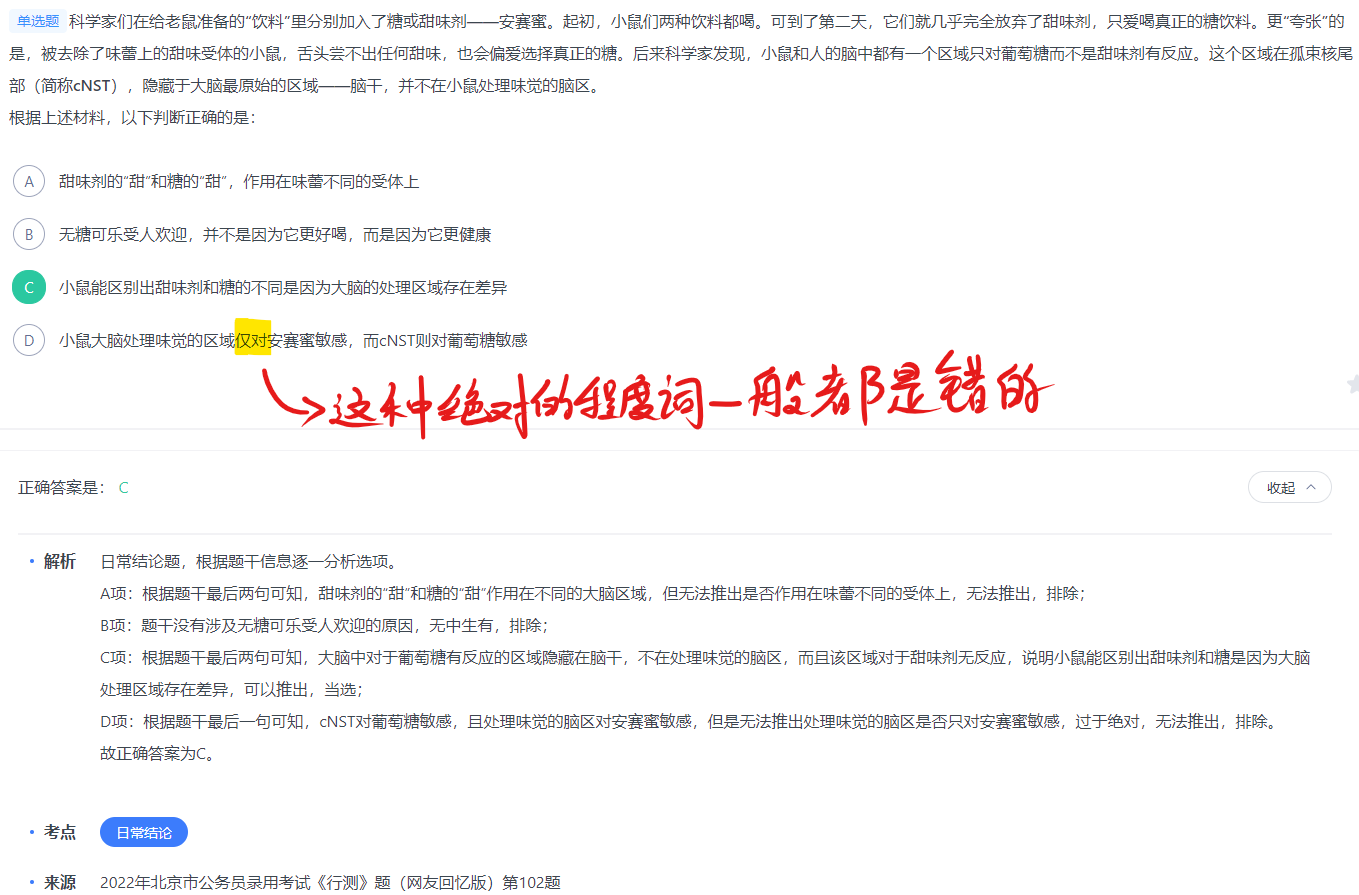 单选题 科学家们在给老鼠准备的“饮料”里分别加入了糖或甜味剂——安赛蜜。起初，小鼠们两种饮料都喝。可到了第二天，它们就几乎完全放弃了甜味剂，只爱喝真正的糖饮料。更“夸张”的
是，被去除了味蕾上的甜味受体的小鼠，舌头尝不出任何甜味，也会偏爱选择真正的糖。后来科学家发现，小鼠和人的脑中都有一个区域只对葡萄糖而不是甜味剂有反应。这个区域在孤束核尾
部（简称cNST），隐藏于大脑最原始的区域——脑干，并不在小鼠处理味觉的脑区。
根据上述材料，以下判断正确的是：
A 甜味剂的“甜”和糖的“甜”，作用在味蕾不同的受体上
B 无糖可乐受人欢迎，并不是因为它更好喝，而是因为它更健康
C 小鼠能区别出甜味剂和糖的不同是因为大脑的处理区域存在差异
D 小鼠大脑处理味觉的区域仅对安赛蜜敏感，而cNST则对葡萄糖敏感
这种绝对的程度词一般者都是错的
正确答案是： C
收起
解析 日常结论题，根据题干信息逐一分析选项。
A项：根据题干最后两句可知，甜味剂的“甜”和糖的“甜”作用在不同的大脑区域，但无法推出是否作用在味蕾不同的受体上，无法推出，排除；
B项：题干没有涉及无糖可乐受人欢迎的原因，无中生有，排除；
C项：根据题干最后两句可知，大脑中对于葡萄糖有反应的区域隐藏在脑干，不在处理味觉的脑区，而且该区域对于甜味剂无反应，说明小鼠能区别出甜味剂和糖是因为大脑
处理区域存在差异，可以推出，当选；
D项：根据题干最后一句可知，cNST对葡萄糖敏感，且处理味觉的脑区对安赛蜜敏感，但是无法推出处理味觉的脑区是否只对安赛蜜敏感，过于绝对，无法推出，排除。
故正确答案为C。
考点 日常结论
来源 2022年北京市公务员录用考试《行测》题（网友回忆版）第102题